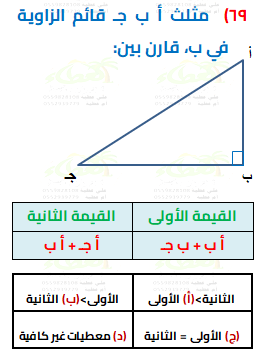 ٦٩) مثلث أ ب جـ قائم الزاوية
في ب، قارن بين:
أ
جـ
ب
القيمة الأولى القيمة الثانية
أ ب + ب جـ أ جـ + أ ب
(أ) الأولى>الثانية (ب) الثانية>الأولى
(ج) الأولى = الثانية (د) معطيات غير كافية